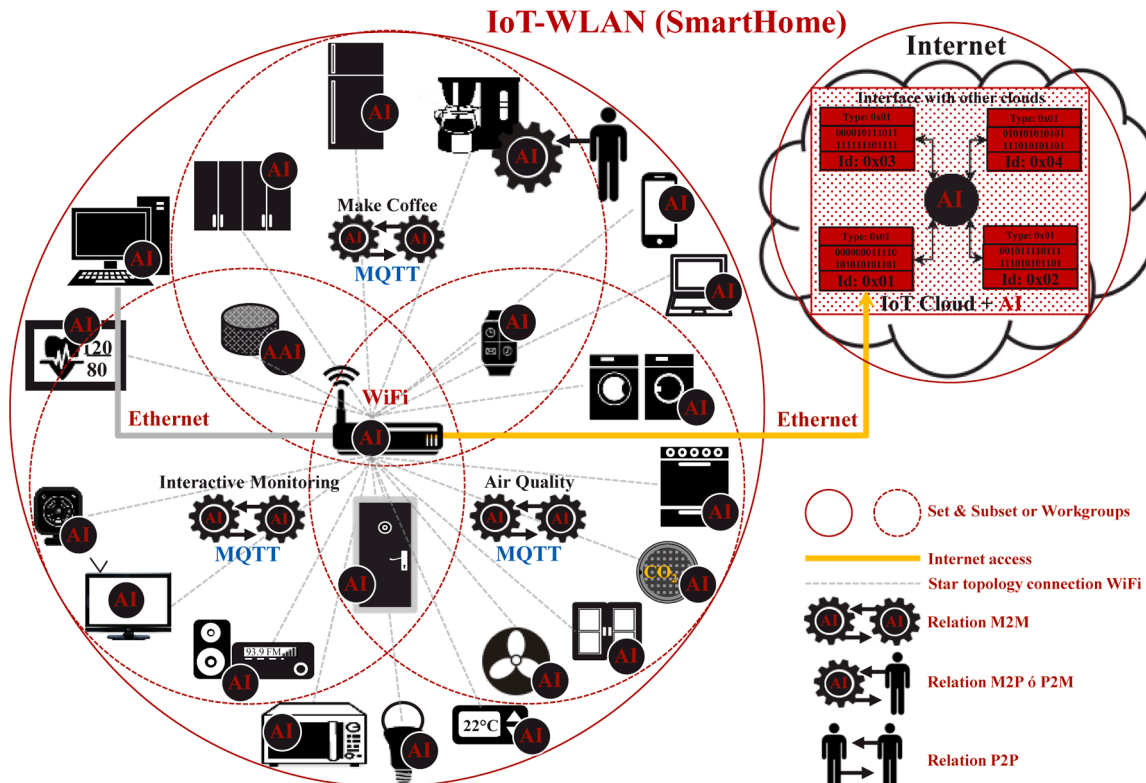 IoT-WLAN (SmartHome)
Internet
Interface with other clouds
Type: 0x01
000010111011
111111101111
Id: 0x03
Type: 0x01
010101010101
111010101101
Id: 0x04
AI
Type: 0x01
000000011110
101010101101
Id: 0x01
Type: 0x01
001011110111
111010101101
Id: 0x02
IoT Cloud + AI
AI
AI
AI
AI
Make Coffee
AI
AI
MQTT
AI
AI
AI
120
80
AAI
AI
AI
WiFi
Ethernet
AI
Ethernet
Interactive Monitoring
AI
AI
MQTT
Air Quality
AI
AI
MQTT
AI
AI
AI
AI
CO2
AI
AI
93.9 FM
AI
AI
AI
AI
AI
22°C
AI
Set & Subset or Workgroups
Internet access
Star topology connection WiFi
AI
AI
Relation M2M
AI
Relation M2P ó P2M
Relation P2P